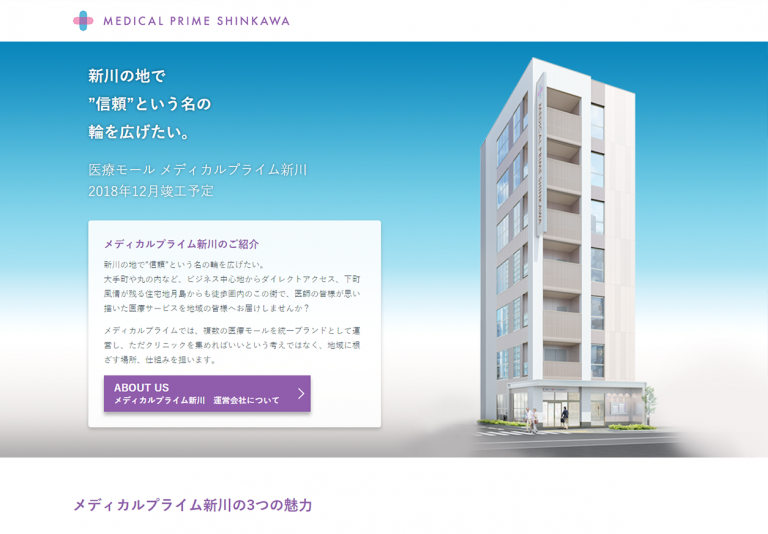 MEDICAL PRIME SHINKAWA
新川の地で
”信頼”という名の
輪を広げたい。
医療モール メディカルプライム新川
2018年12月竣工予定
メディカルプライム新川のご紹介
新川の地で”信頼”という名の輪を広げたい。
大手町や丸の内など、ビジネス中心地からダイレクトアクセス、下町
風情が残る住宅地月島からも徒歩圏内のこの街で、医師の皆様が思い
描いた医療サービスを地域の皆様へお届けしませんか？
メディカルプライムでは、複数の医療モールを統一ブランドとして運
営し、ただクリニックを集めればいいという考えではなく、地域に根
ざす場所、仕組みを担います。
ABOUT US
メディカルプライム新川　運営会社について
MEDICAL PRIME SHINKAWA
メディカルプライム新川の3つの魅力